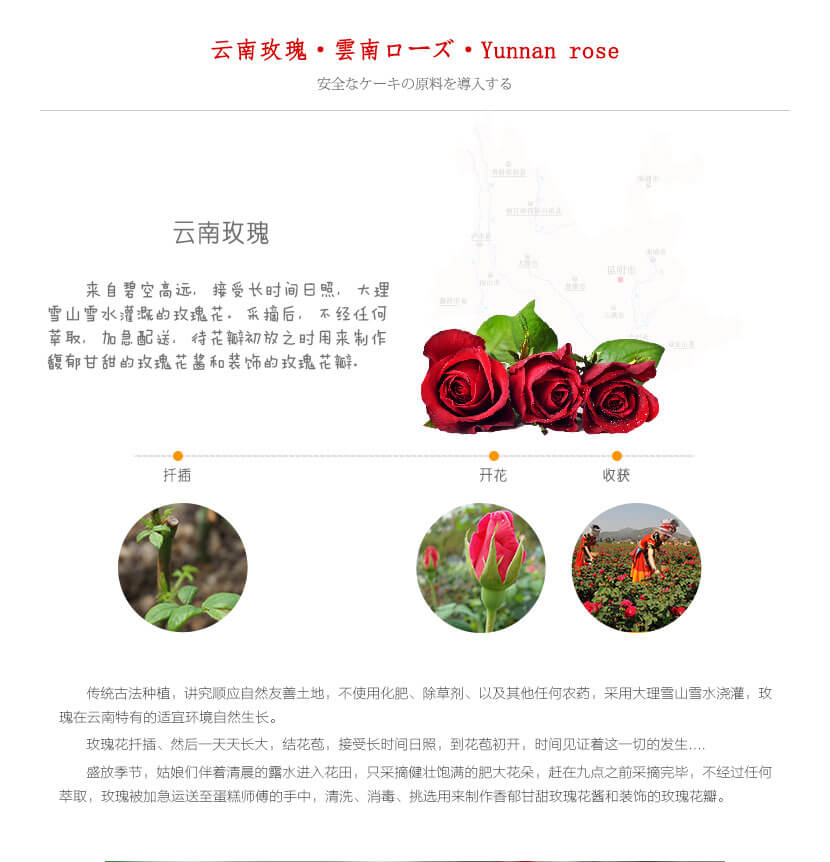 云南玫瑰·雲南ローズ·Yunnan rose
安全なケーキの原料を導入する
昆明市
云南玫瑰
来自碧空高远，接受长时间日照，大理
雪山雪水灌溉的玫瑰花。采摘后，不经任何
萃取，加急配送，待花瓣初放之时用来制作
馥郁甘甜的玫瑰花酱和装饰的玫瑰花瓣。
扦插
开花
收获
传统古法种植，讲究顺应自然友善土地，不使用化肥、除草剂、以及其他任何农药，采用大理雪山雪水浇灌，玫
瑰在云南特有的适宜环境自然生长。
玫瑰花扦插、然后一天天长大，结花苞，接受长时间日照，到花苞初开，时间见证着这一切的发生....
盛放季节，姑娘们伴着清晨的露水进入花田，只采摘健壮饱满的肥大花朵，赶在九点之前采摘完毕，不经过任何
萃取，玫瑰被加急运送至蛋糕师傅的手中，清洗、消毒、挑选用来制作香郁甘甜玫瑰花酱和装饰的玫瑰花瓣。